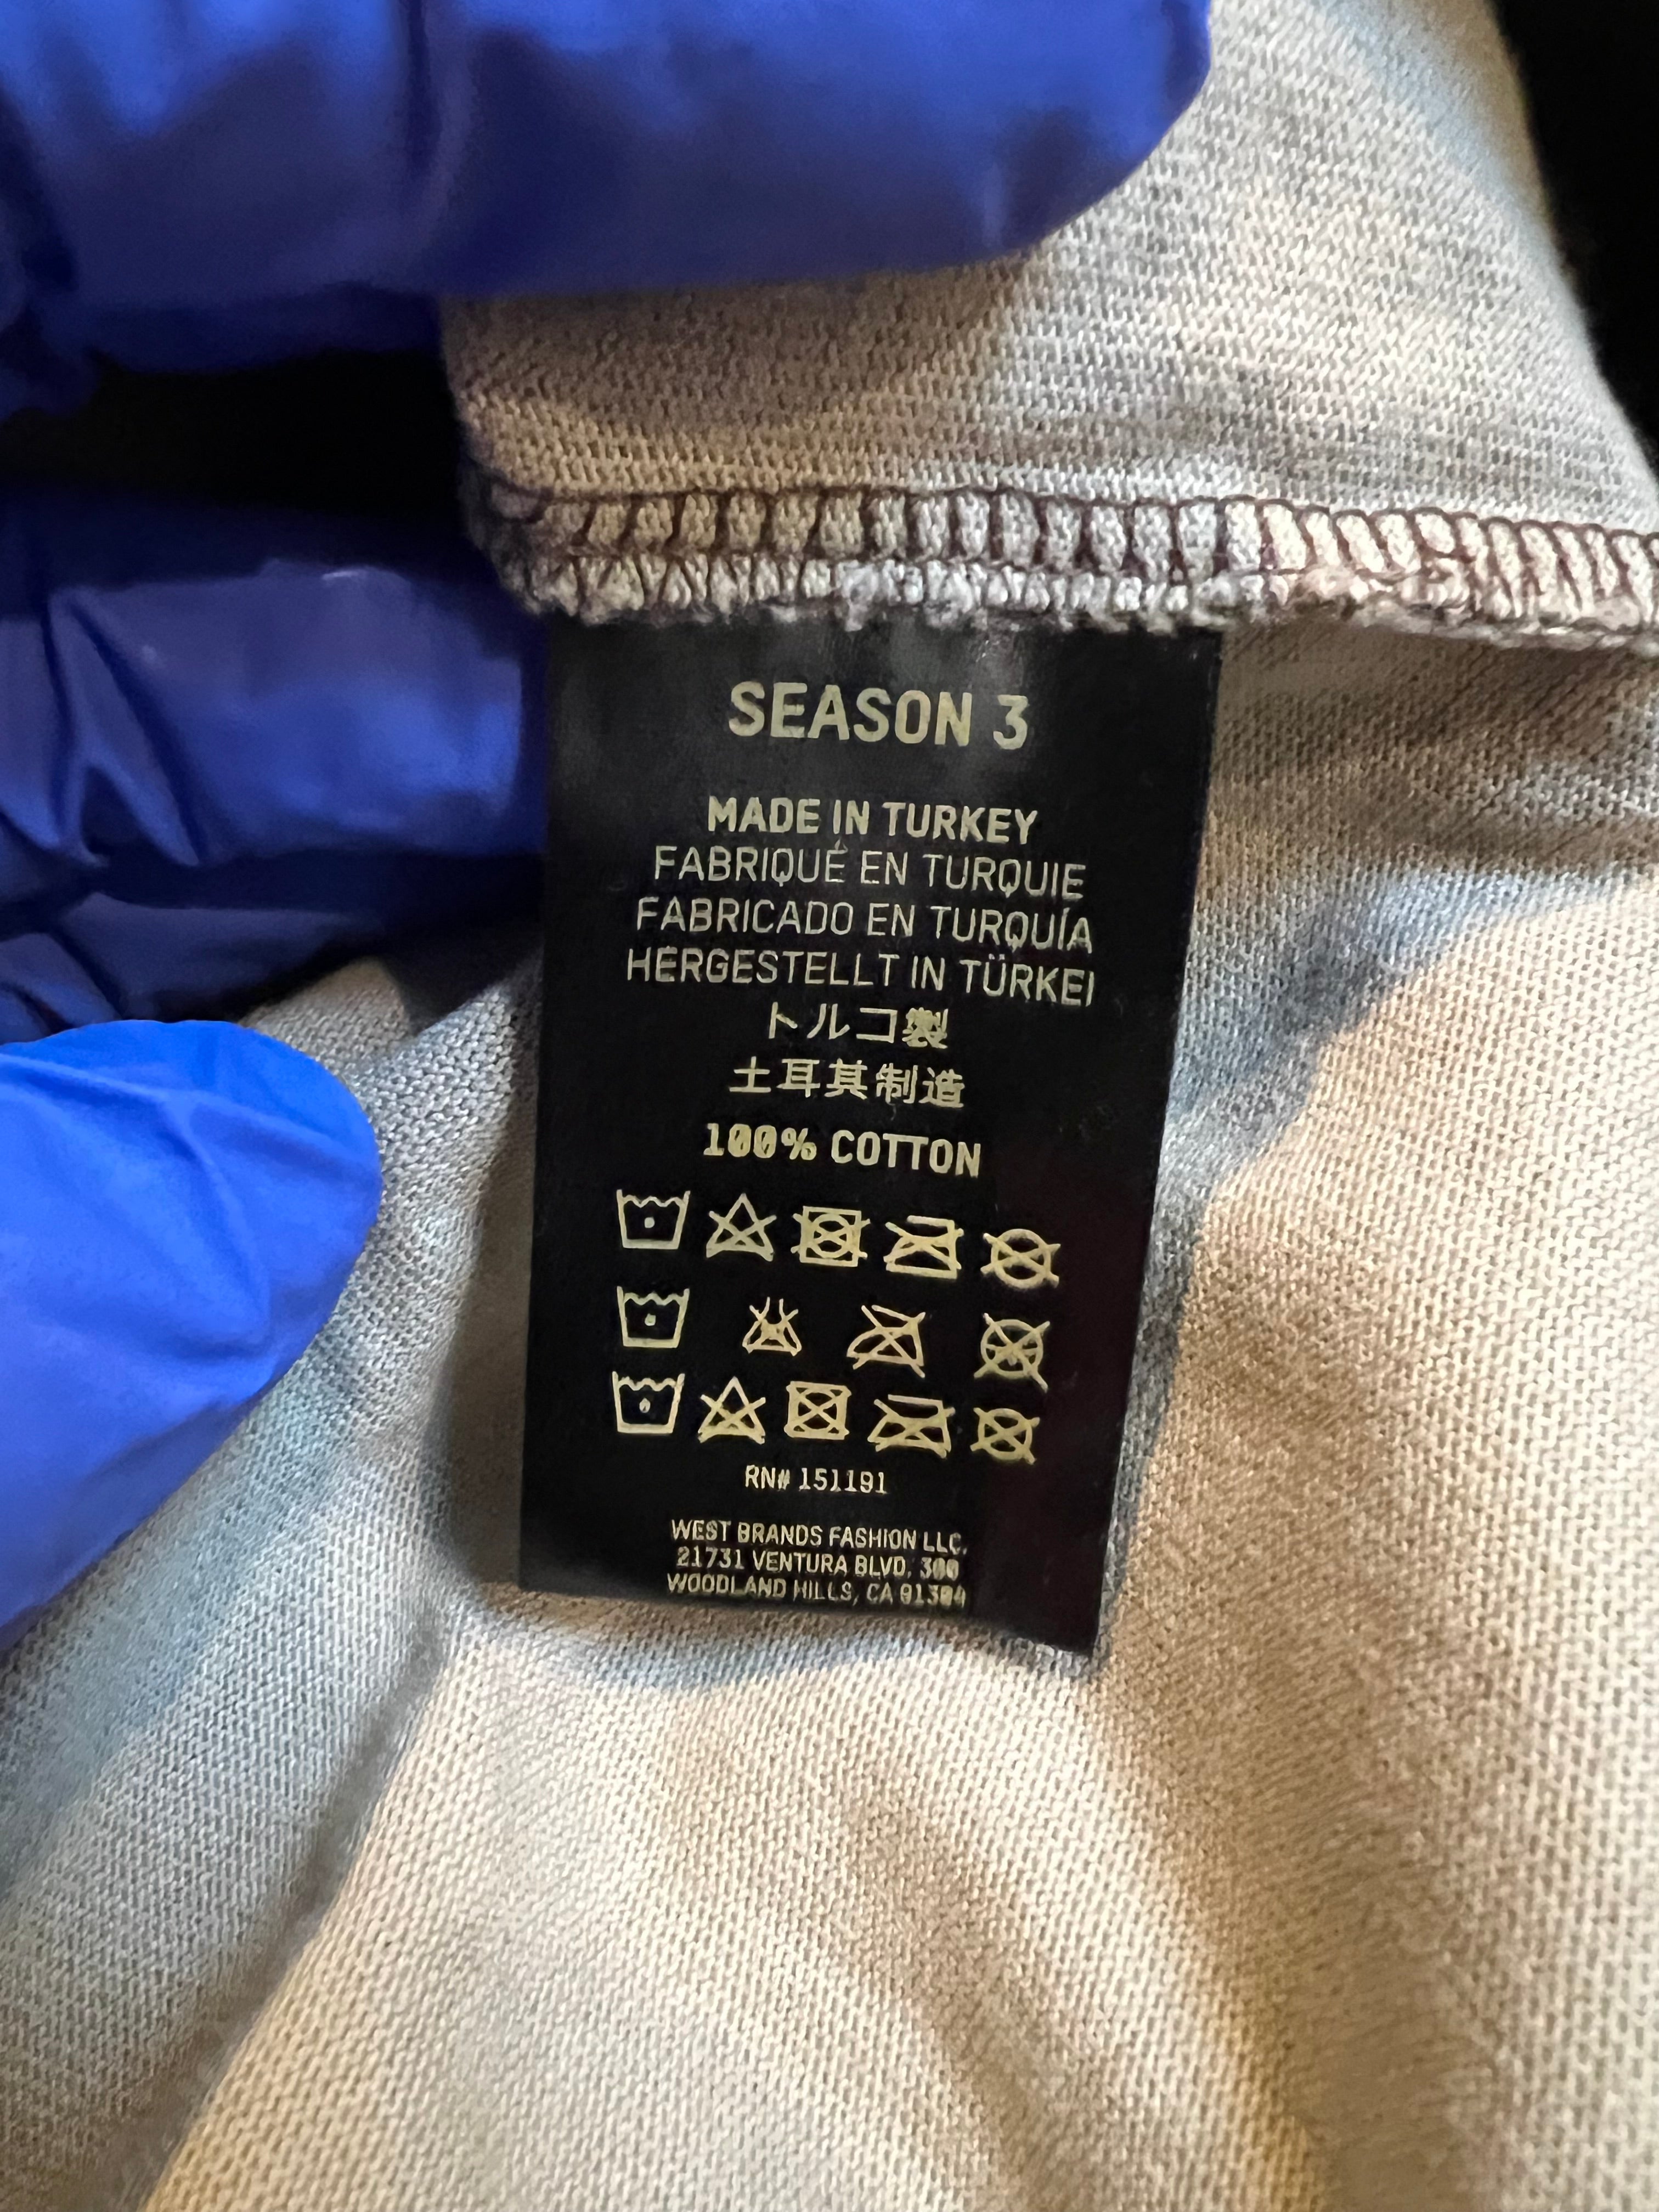 SEASON 3
MADE IN TURKEY
FABRIQUÉ EN TURQUIE
FABRICADO EN TURQUÍA
HERGESTELLT IN TÜRKEI
トルコ製
土耳其制造
100% COTTON
RN# 151191
WEST BRANDS FASHION LLC.
21731 VENTURA BLVD. 300
WOODLAND HILLS, CA 91364